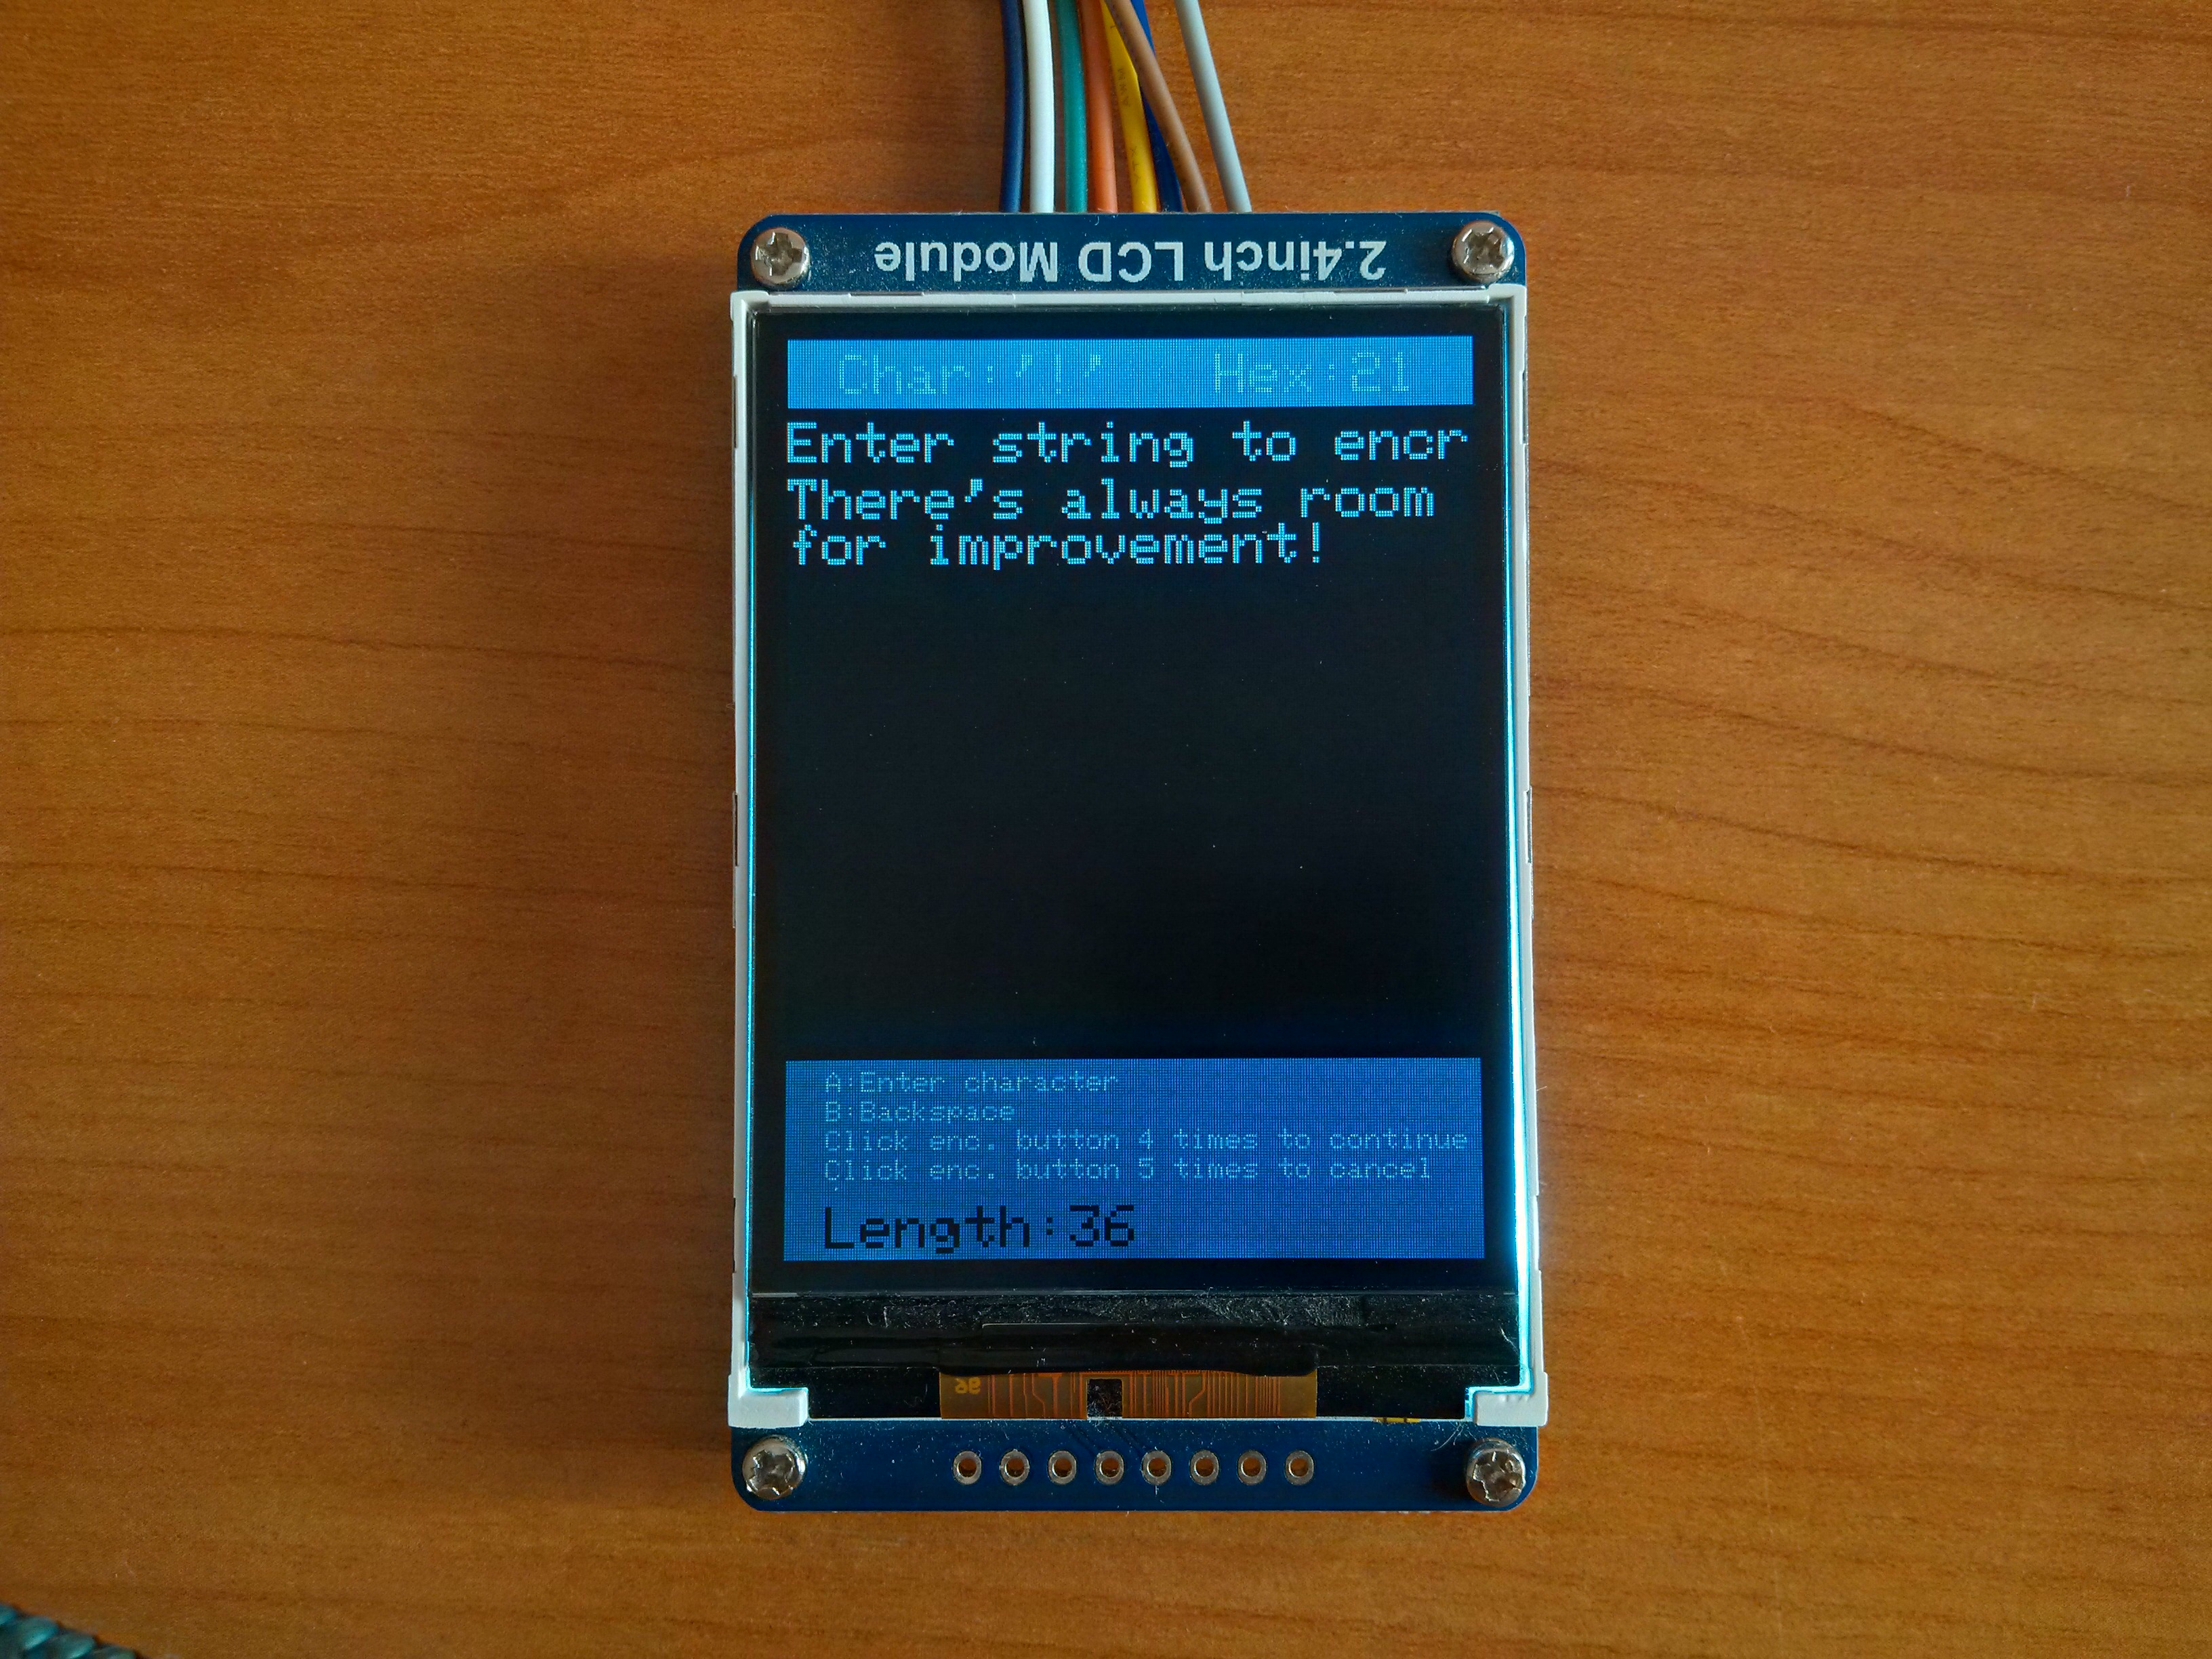 2.4inch LCD Module
Char:'!' Hex:21
Enter string to encr
There's always room
for improvement!
A:Enter character
B:Backspace
Click enc. button 4 times to continue
Click enc. button 5 times to cancel
Length:36